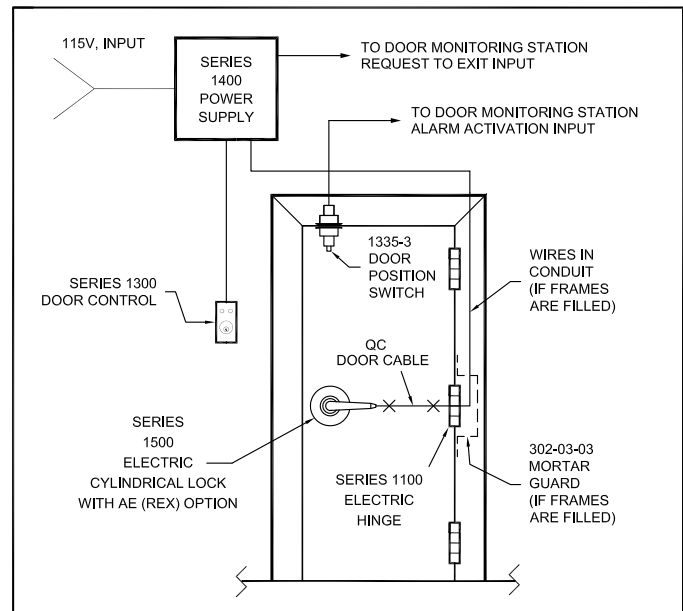 115V, INPUT
SERIES
1400
POWER
SUPPLY
TO DOOR MONITORING STATION
REQUEST TO EXIT INPUT
TO DOOR MONITORING STATION
ALARM ACTIVATION INPUT
1335-3
DOOR
POSITION
SWITCH
WIRES IN
CONDUIT
(IF FRAMES
ARE FILLED)
SERIES 1300
DOOR CONTROL
QC
DOOR CABLE
SERIES
1500
ELECTRIC
CYLINDRICAL LOCK
WITH AE (REX) OPTION
SERIES 1100
ELECTRIC
HINGE
302-03-03
MORTAR
GUARD
(IF FRAMES
ARE FILLED)